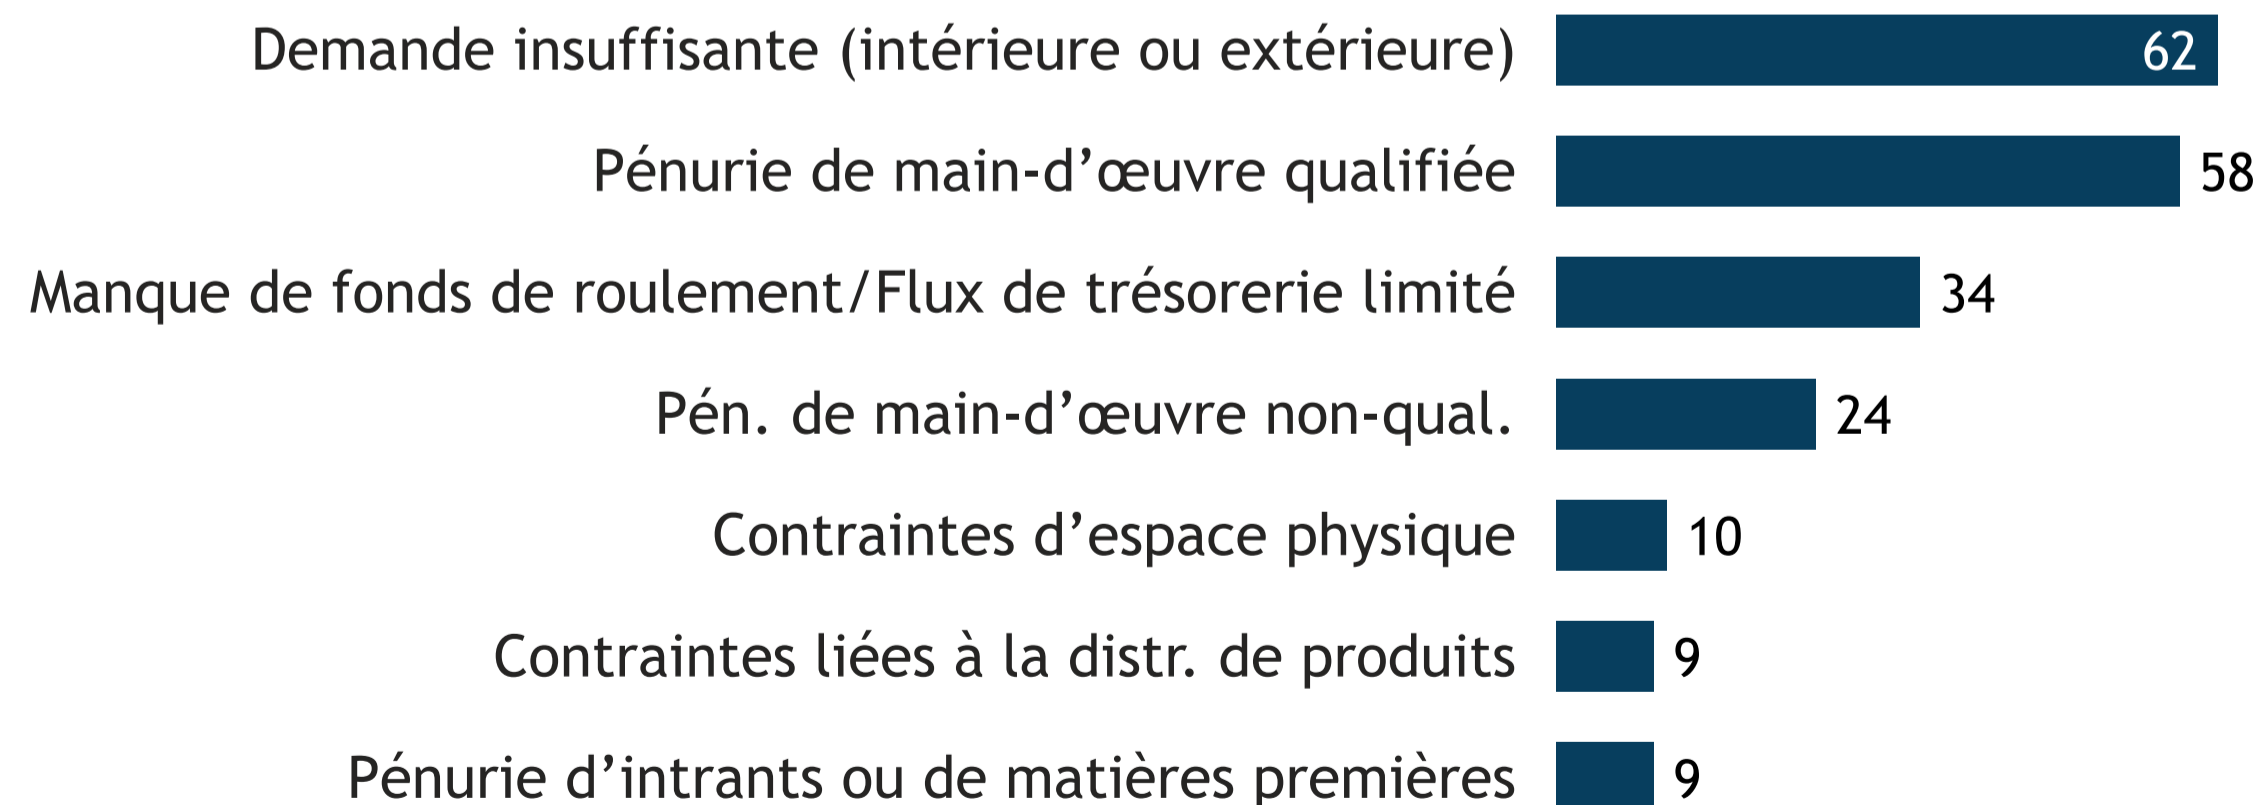 Demande insuffisante (intérieure ou extérieure) 62
Pénurie de main-d’œuvre qualifiée 58
Manque de fonds de roulement/Flux de trésorerie limité 34
Pén. de main-d’œuvre non-qual. 24
Contraintes d’espace physique 10
Contraintes liées à la distr. de produits 9
Pénurie d’intrants ou de matières premières 9